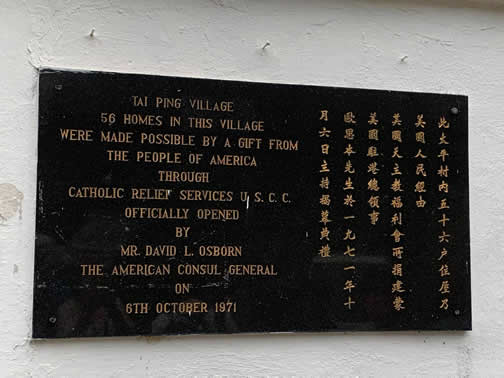 TAI PING VILLAGE
56 HOMES IN THIS VILLAGE
WERE MADE POSSIBLE BY A GIFT FROM
THE PEOPLE OF AMERICA
THROUGH
CATHOLIC RELIEF SERVICES U.S.C.C.
OFFICIALLY OPENED
BY
MR. DAVID L. OSBORN
THE AMERICAN CONSUL GENERAL
ON
6TH OCTOBER 1971
此太平村内五十六户住屋乃
美國人民經由
美國天主教福利會所捐建蒙
美國駐港總領事
歐思本先生於一九七一年十
月六日主持揭幕典禮